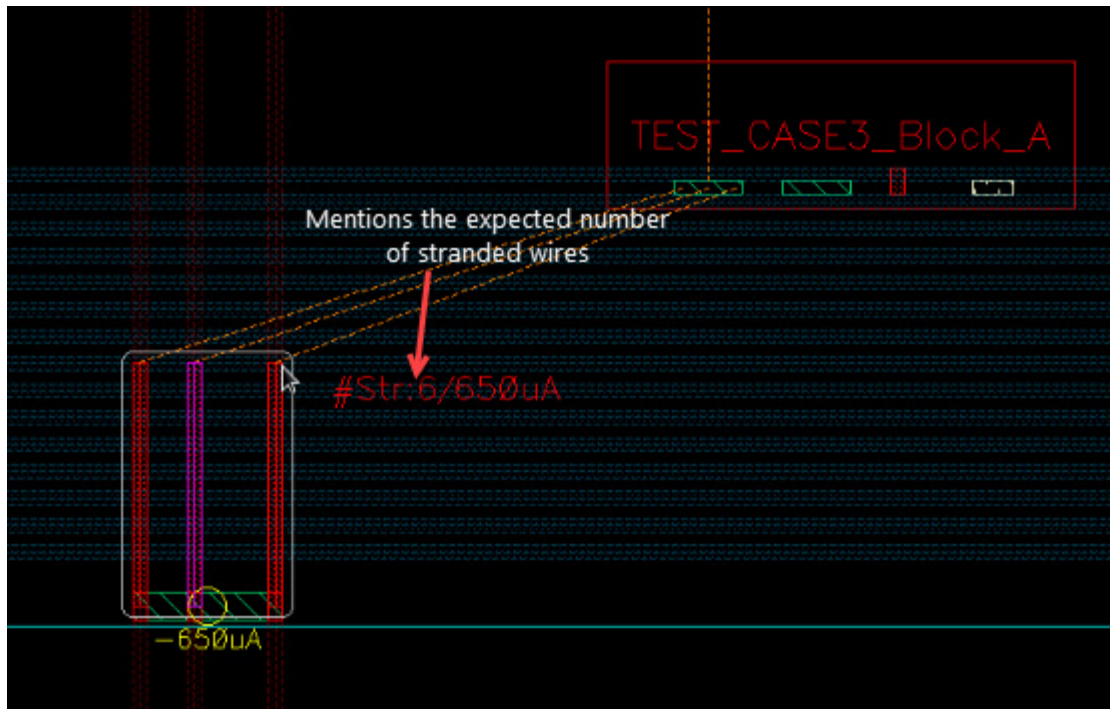 TEST_CASE3_Block_A
Mentions the expected number
of stranded wires
#Str:6/650uA
-650uA